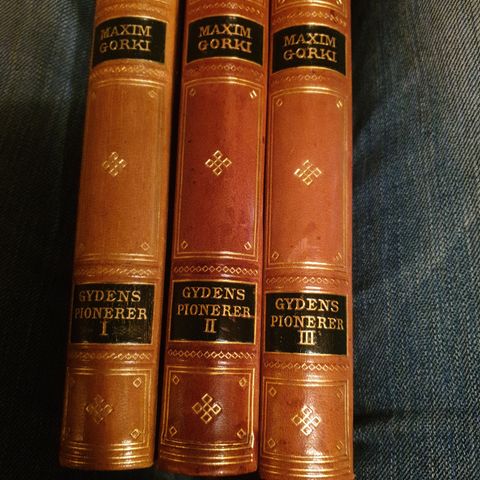 MAXIM
GORKI
GYDENS
PIONERER
I
MAXIM
GORKI
GYDENS
PIONERER
II
MAXIM
GORKI
GYDENS
PIONERER
III